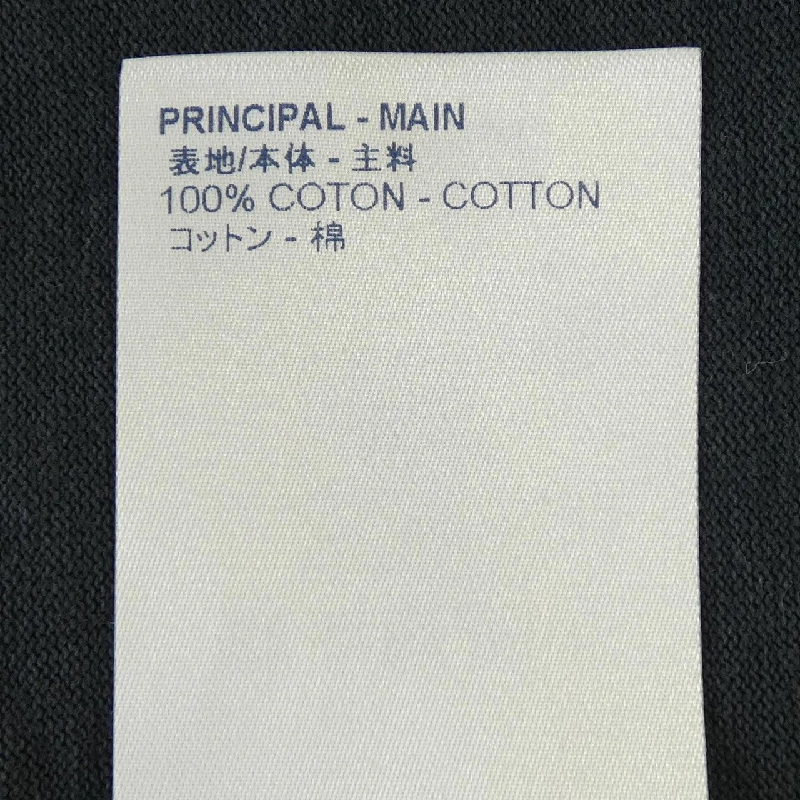 PRINCIPAL - MAIN
表地/本体 - 主料
100% COTON - COTTON
コットン - 棉